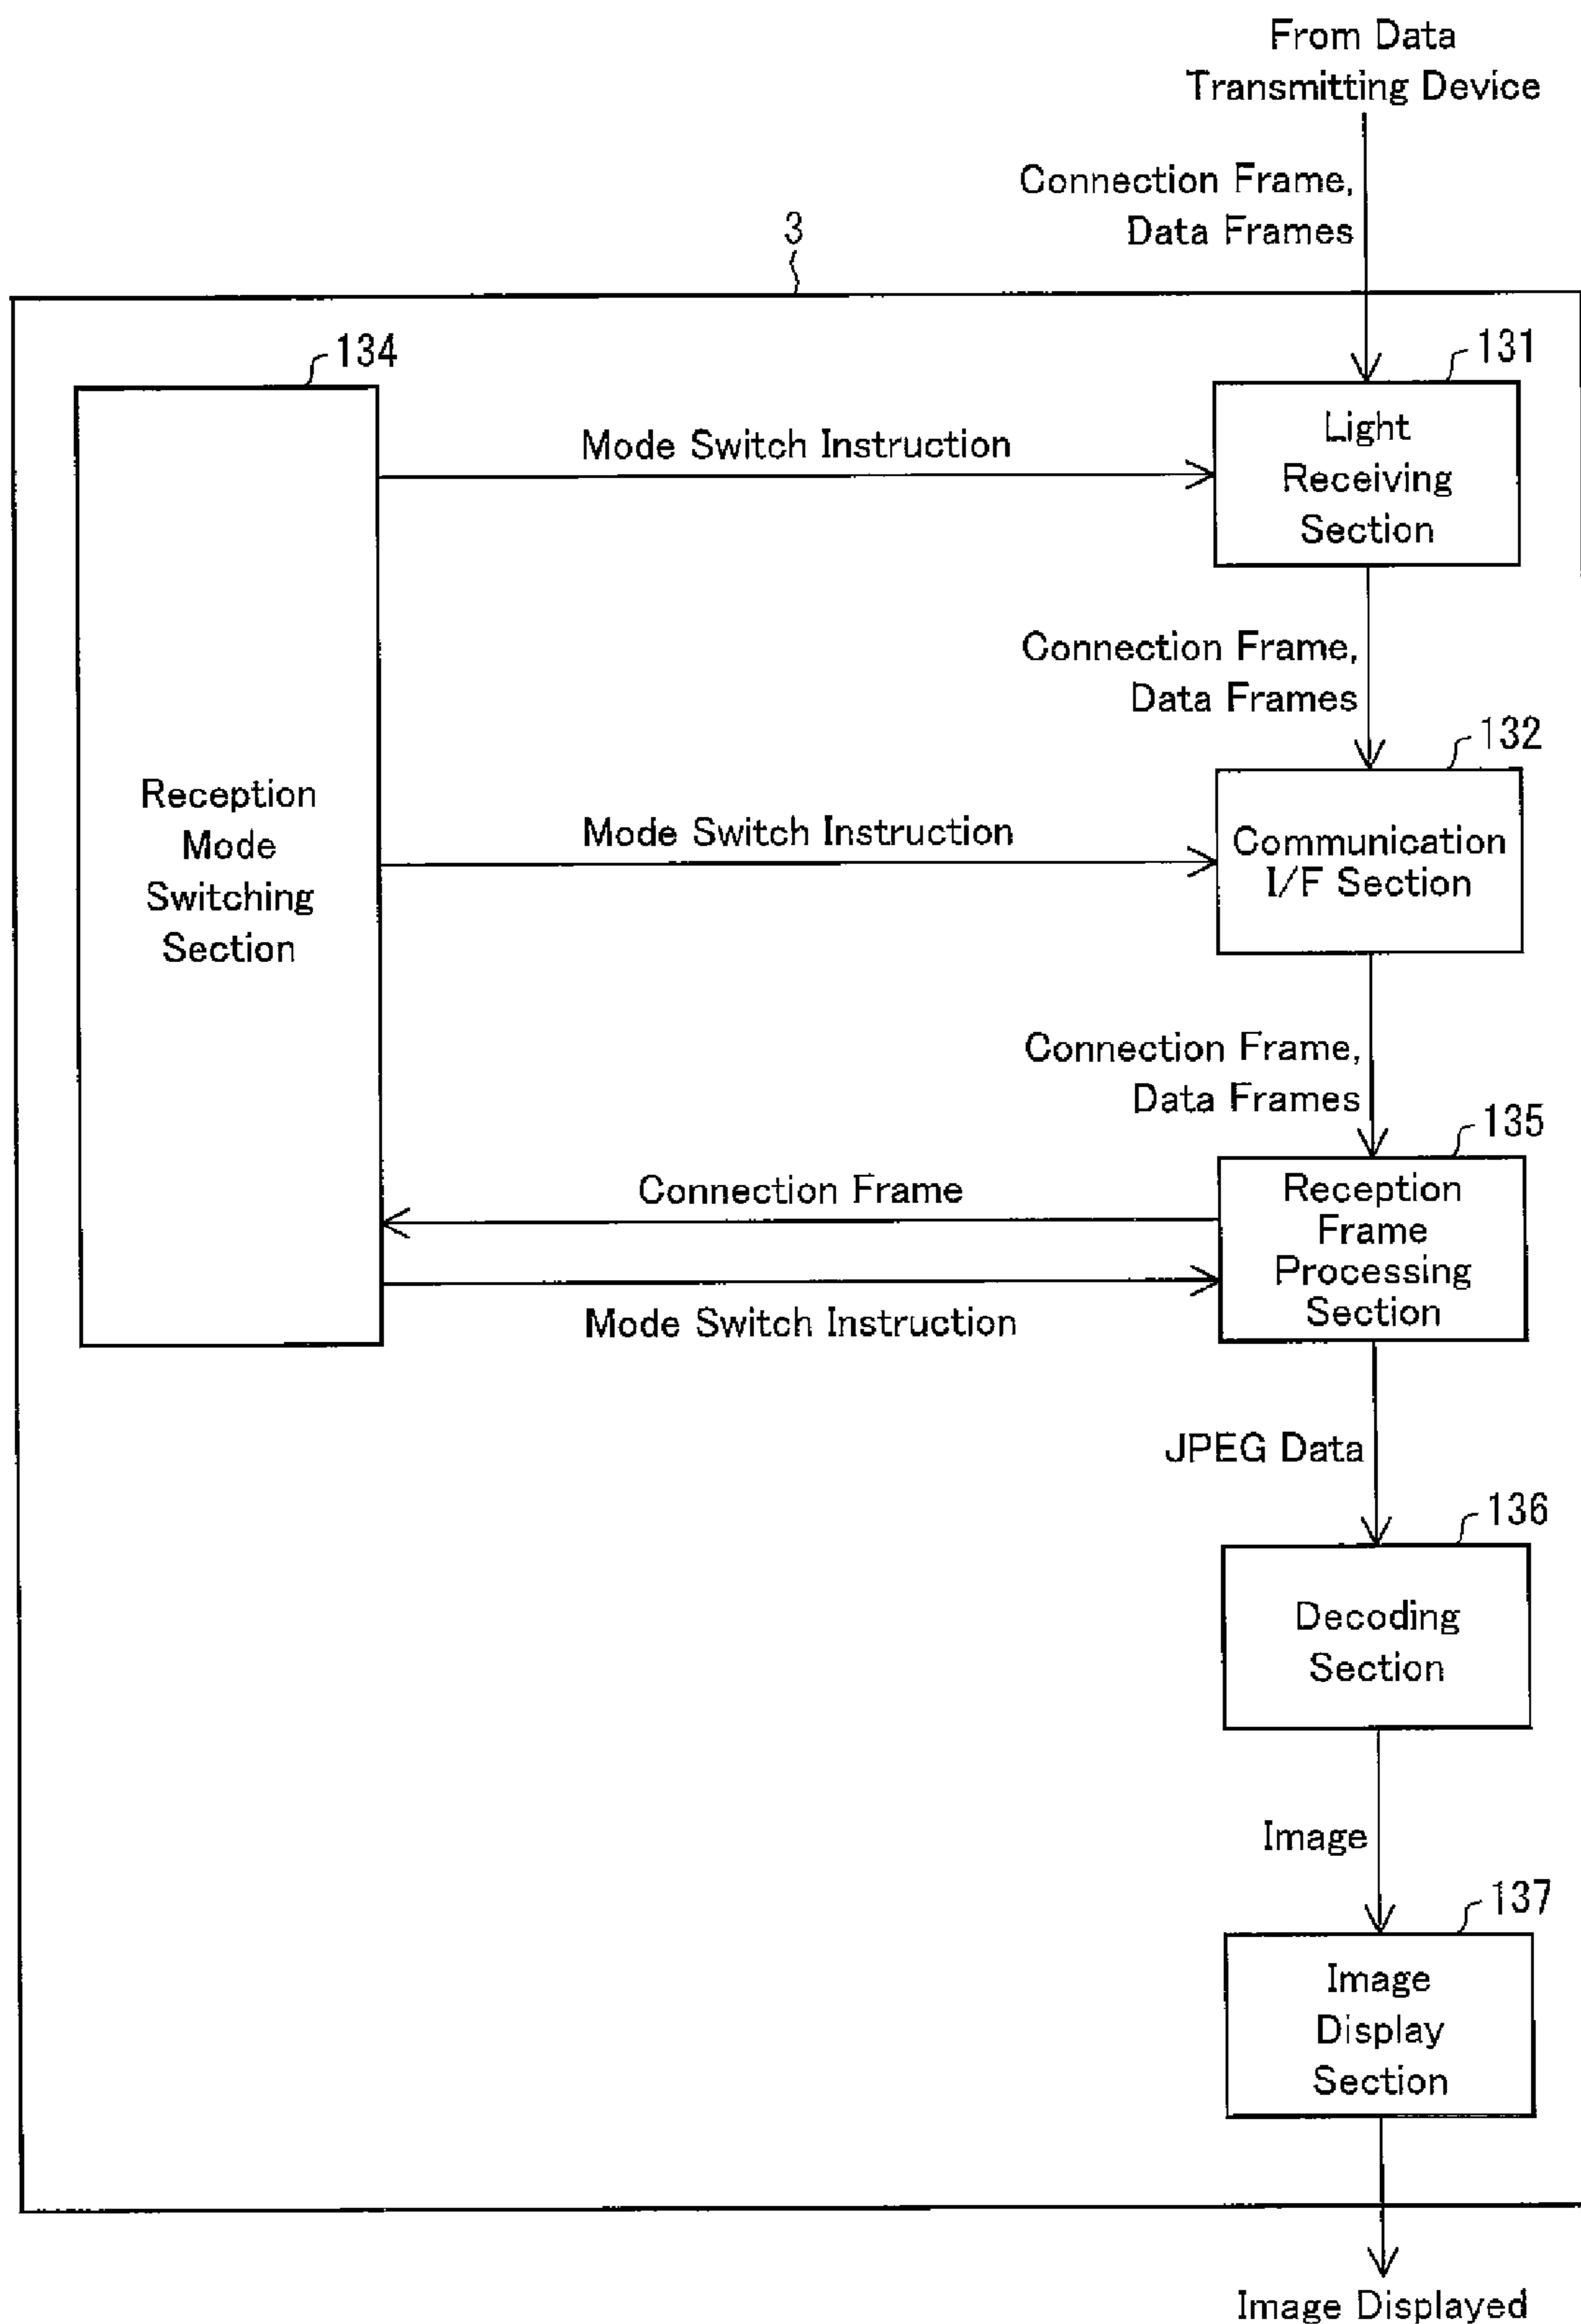 From Data
Transmitting Device
Connection Frame,
Data Frames
3
134
131
Mode Switch Instruction
Light
Receiving
Section
Connection Frame,
Data Frames
132
Reception
Mode
Switching
Section
Mode Switch Instruction
Communication
I/F Section
Connection Frame,
Data Frames
135
Connection Frame
Reception
Frame
Processing
Section
Mode Switch Instruction
JPEG Data
136
Decoding
Section
Image
137
Image
Display
Section
Image Displayed